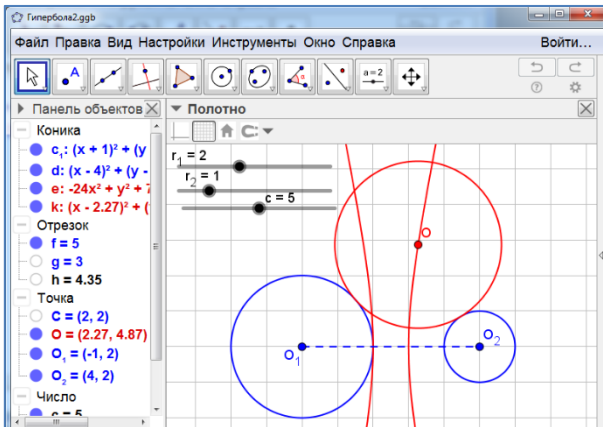 Гипербола2.ggb
Файл Правка Вид Настройки Инструменты Окно Справка Войти...
A
a = 2
Панель объектов
Полотно
Коника
c₁: (x + 1)² + (y
d: (x - 4)² + (y -
e: -24x² + y² + 7
k: (x - 2.27)² + (
Отрезок
f = 5
g = 3
h = 4.35
Точка
C = (2, 2)
O = (2.27, 4.87)
O₁ = (-1, 2)
O₂ = (4, 2)
Число
c = 5
r₁ = 2
r₂ = 1
c = 5
O
O₁
O₂